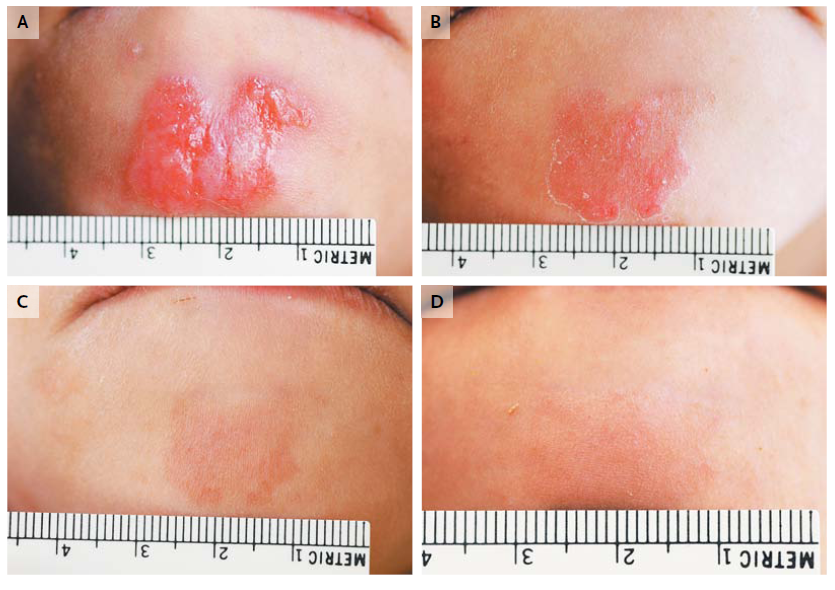 A
METRIC 1 2 3 4
B
METRIC 1 2 3 4
C
METRIC 1 2 3 4
D
METRIC 1 2 3 4